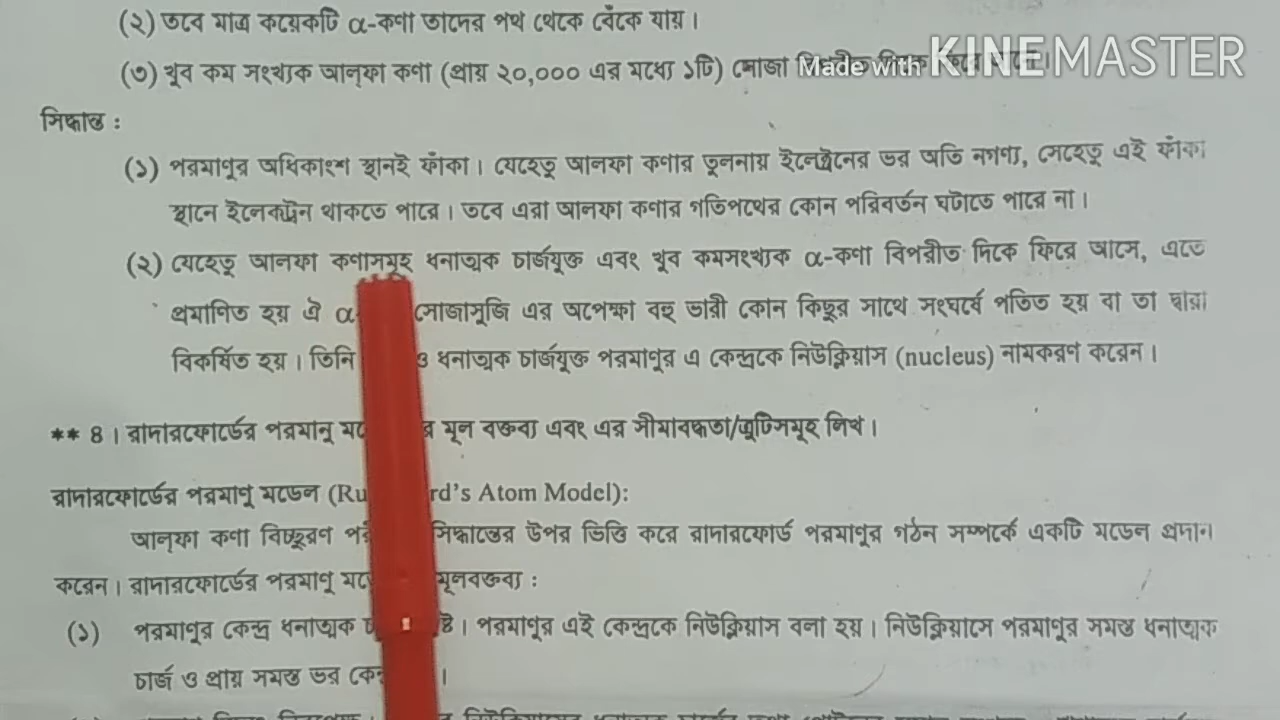 (২) তবে মাত্র কয়েকটি α-কণা তাদের পথ থেকে বেঁকে যায়।
(৩) খুব কম সংখ্যক আল্‌ফা কণা (প্রায় ২০,০০০ এর মধ্যে ১টি) সোজা
Made with KINEMASTER
সিদ্ধান্ত :
(১) পরমাণুর অধিকাংশ স্থানই ফাঁকা। যেহেতু আলফা কণার তুলনায় ইলেক্ট্রনের ভর অতি নগণ্য, সেহেতু এই ফাঁকা
স্থানে ইলেকট্রন থাকতে পারে। তবে এরা আলফা কণার গতিপথের কোন পরিবর্তন ঘটাতে পারে না।
(২) যেহেতু আলফা কণাসমূহ ধনাত্মক চার্জযুক্ত এবং খুব কমসংখ্যক α-কণা বিপরীত দিকে ফিরে আসে, এতে
প্রমাণিত হয় ঐ α- সোজাসুজি এর অপেক্ষা বহু ভারী কোন কিছুর সাথে সংঘর্ষে পতিত হয় বা তা দ্বারা
বিকর্ষিত হয়। তিনি ও ধনাত্মক চার্জযুক্ত পরমাণুর এ কেন্দ্রকে নিউক্লিয়াস (nucleus) নামকরণ করেন।
** ৪। রাদারফোর্ডের পরমানু মূল বক্তব্য এবং এর সীমাবদ্ধতা/ত্রুটিসমূহ লিখ।
রাদারফোর্ডের পরমাণু মডেল (Ru rd's Atom Model):
আল্‌ফা কণা বিচ্ছুরণ সিদ্ধান্তের উপর ভিত্তি করে রাদারফোর্ড পরমাণুর গঠন সম্পর্কে একটি মডেল প্রদান
করেন। রাদারফোর্ডের পরমাণু মূলবক্তব্য :
(১) পরমাণুর কেন্দ্র ধনাত্মক । পরমাণুর এই কেন্দ্রকে নিউক্লিয়াস বলা হয়। নিউক্লিয়াসে পরমাণুর সমস্ত ধনাত্মক
চার্জ ও প্রায় সমস্ত ভর ।